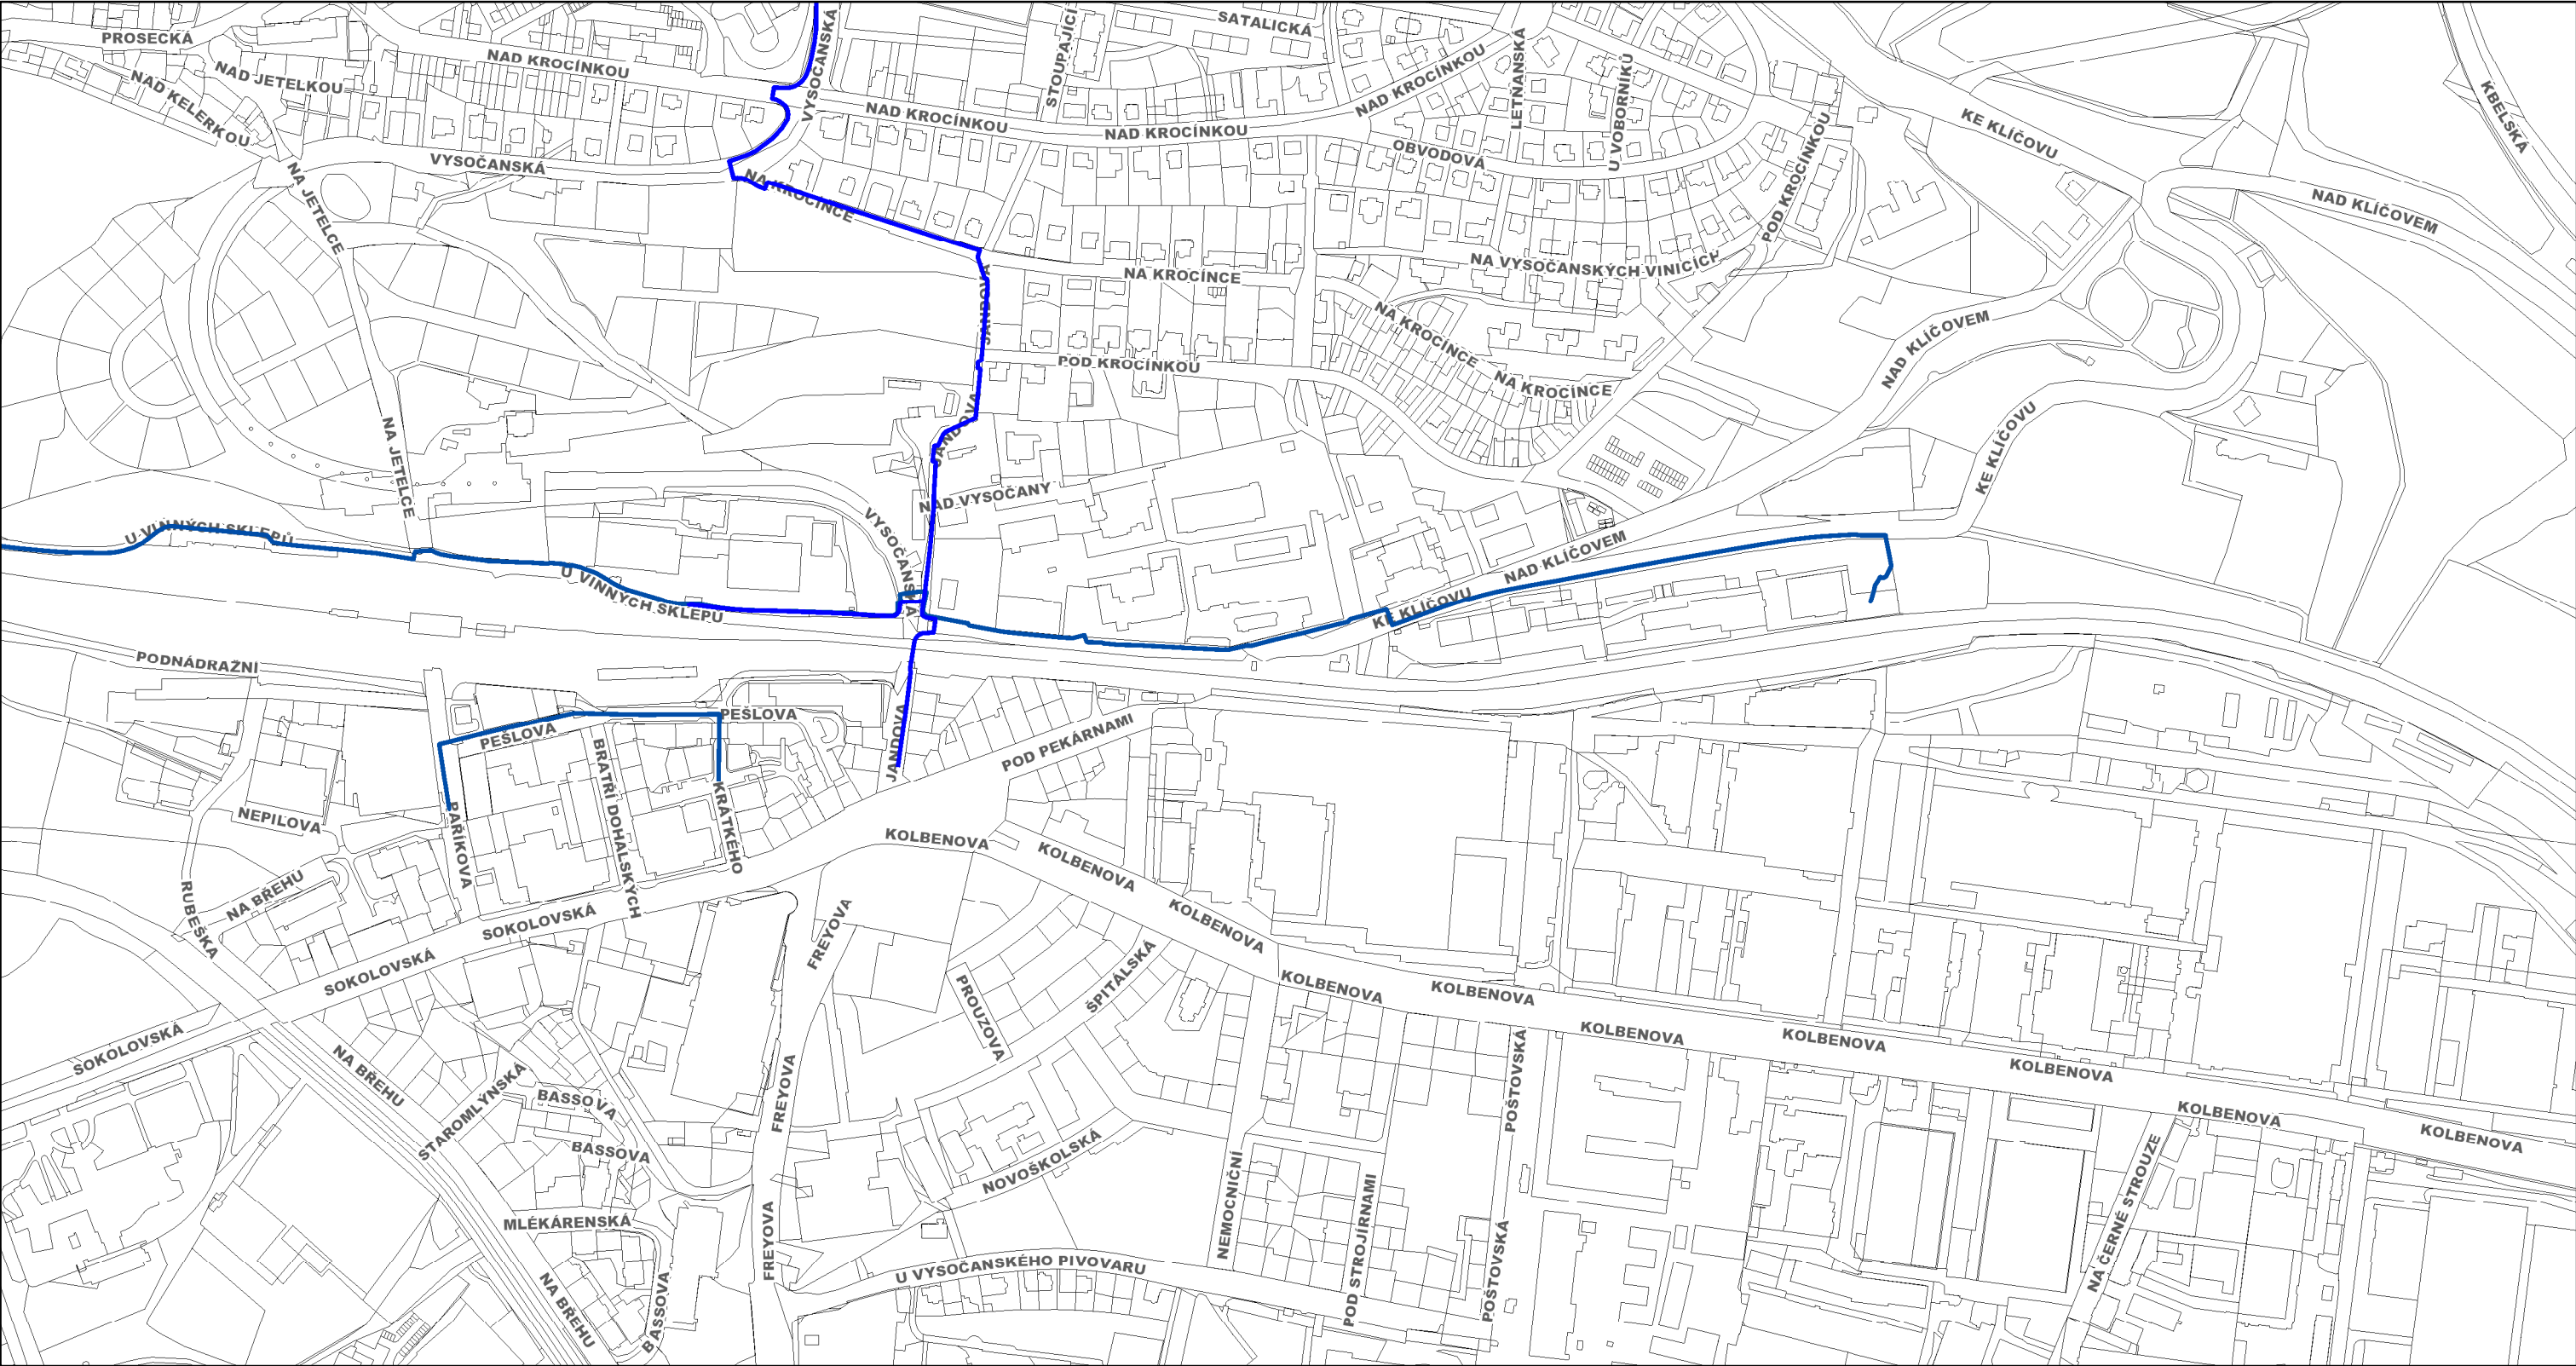 PROSECKÁ
NAD KROCÍNKOU
VYSOČANSKÁ
STOUPAJÍCÍ
SATALICKÁ
NAD KELERKOU
NAD JETELKOU
NAD KROCÍNKOU
NAD KROCÍNKOU
NAD KROCÍNKOU
LETŇANSKÁ
U VOBORNÍKŮ
KE KLÍČOVU
KBELSKÁ
VYSOČANSKÁ
OBVODOVÁ
POD KROCÍNKOU
NA JETELCE
NA KROCÍNCE
NAD KLÍČOVEM
NA KROCÍNCE
NA VYSOČANSKÝCH VINICÍCH
JANDOVA
NA KROCÍNCE
NAD KLÍČOVEM
POD KROCÍNKOU
NA KROCÍNCE
JANDOVA
NA JETELCE
KE KLÍČOVU
NAD VYSOČANY
U VINNÝCH SKLEPŮ
VYSOČANSKÁ
NAD KLÍČOVEM
U VINNÝCH SKLEPŮ
KE KLÍČOVU
PODNÁDRAŽNÍ
PEŠLOVA
PEŠLOVA
JANDOVA
POD PEKÁRNAMI
BRATŘÍ DOHALSKÝCH
KRÁTKÉHO
NEPILOVA
PAŘÍKOVA
KOLBENOVA
KOLBENOVA
RUBEŠKA
NA BŘEHU
SOKOLOVSKÁ
FREYOVA
KOLBENOVA
SOKOLOVSKÁ
PROUZOVA
ŠPITÁLSKÁ
KOLBENOVA
KOLBENOVA
SOKOLOVSKÁ
KOLBENOVA
KOLBENOVA
NA BŘEHU
KOLBENOVA
STAROMLÝNSKÁ
BASSOVA
FREYOVA
POŠTOVSKÁ
KOLBENOVA
KOLBENOVA
BASSOVA
NOVOŠKOLSKÁ
NEMOCNIČNÍ
NA ČERNÉ STROUZE
MLÉKÁRENSKÁ
FREYOVA
POD STROJÍRNAMI
POŠTOVSKÁ
U VYSOČANSKÉHO PIVOVARU
NA BŘEHU
BASSOVA